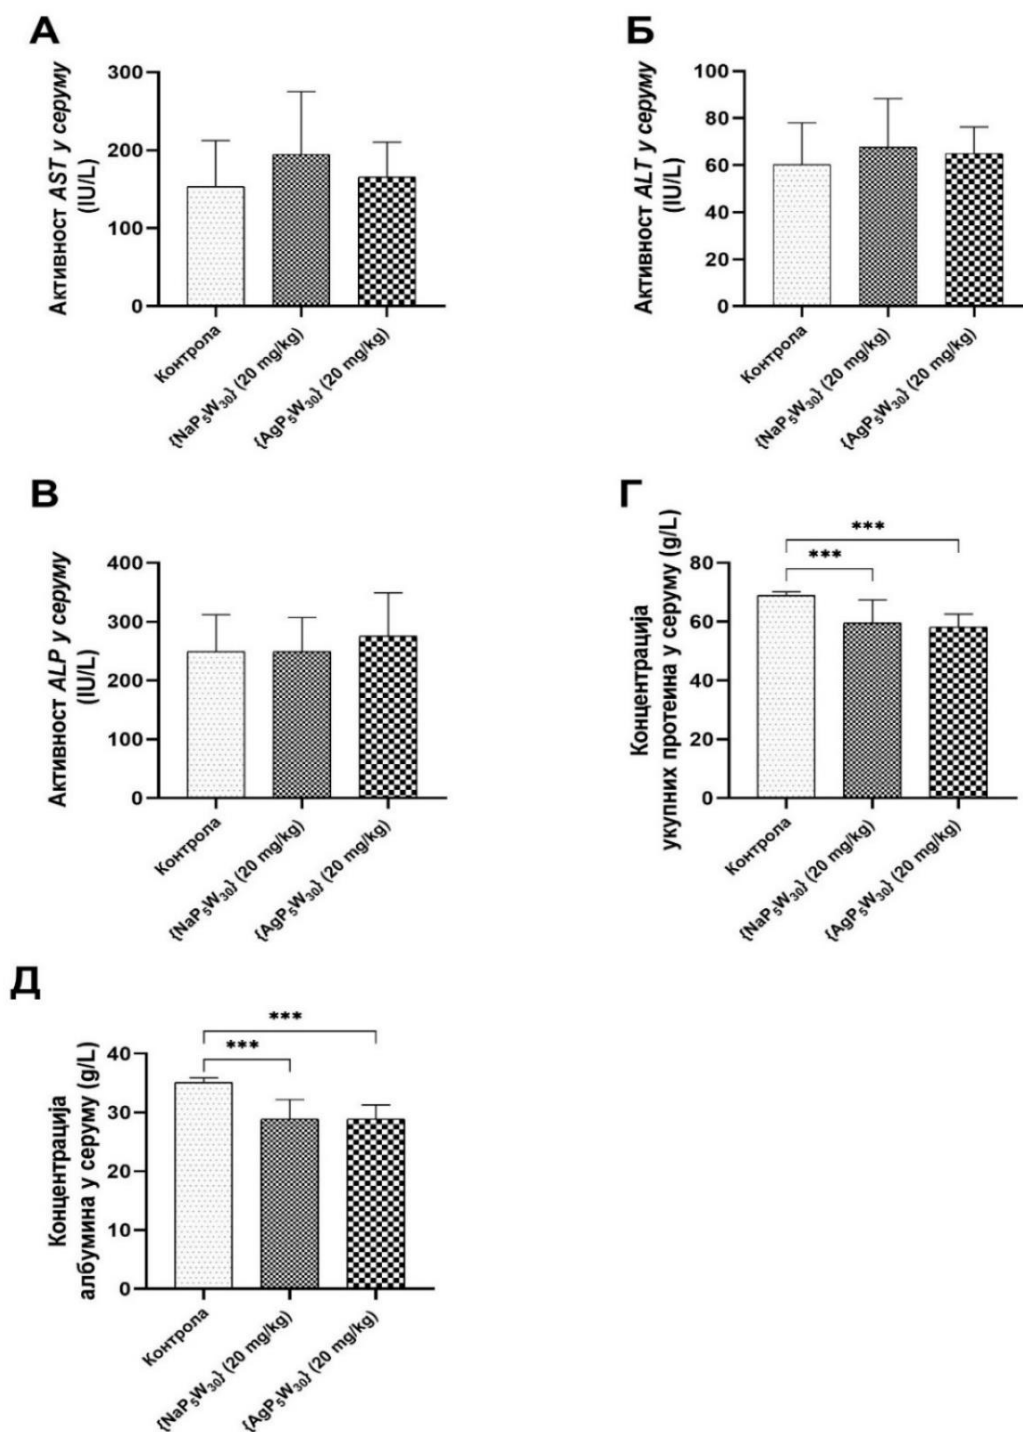 А
Активност AST у серуму
(IU/L)
300
200
100
0
Контрола
{NaP₅W₃₀} (20 mg/kg)
{AgP₅W₃₀} (20 mg/kg)
Б
Активност ALT у серуму
(IU/L)
100
80
60
40
20
0
Контрола
{NaP₅W₃₀} (20 mg/kg)
{AgP₅W₃₀} (20 mg/kg)
В
Активност ALP у серуму
(IU/L)
400
300
200
100
0
Контрола
{NaP₅W₃₀} (20 mg/kg)
{AgP₅W₃₀} (20 mg/kg)
Г
Концентрација
укупних протеина у серуму (g/L)
***
***
80
60
40
20
0
Контрола
{NaP₅W₃₀} (20 mg/kg)
{AgP₅W₃₀} (20 mg/kg)
Д
Концентрација
албумина у серуму (g/L)
***
***
40
30
20
10
0
Контрола
{NaP₅W₃₀} (20 mg/kg)
{AgP₅W₃₀} (20 mg/kg)